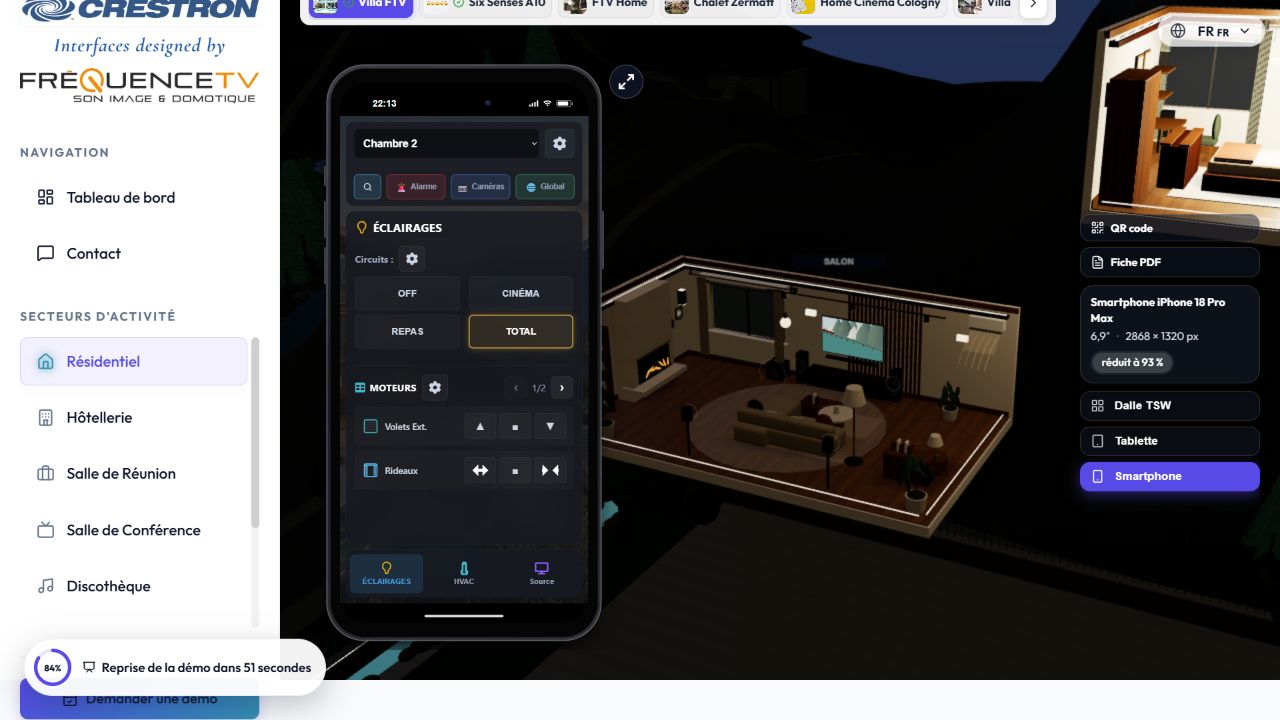 CRESTRON
Interfaces designed by
FRÉQUENCETV
SON IMAGE & DOMOTIQUE
NAVIGATION
Tableau de bord
Contact
SECTEURS D'ACTIVITÉ
Résidentiel
Hôtellerie
Salle de Réunion
Salle de Conférence
Discothèque
84%
Reprise de la démo dans 51 secondes
Demander une démo
Villa FTV
Six Senses A10
FTV Home
Chalet Zermatt
Home Cinema Cologny
Villa
FR FR
22:13
Chambre 2
Alarme
Caméras
Global
ÉCLAIRAGES
Circuits :
OFF
CINÉMA
REPAS
TOTAL
MOTEURS
1/2
Volets Ext.
Rideaux
ÉCLAIRAGES
HVAC
Source
SALON
QR code
Fiche PDF
Smartphone iPhone 18 Pro
Max
6,9" · 2868 × 1320 px
réduit à 93 %
Dalle TSW
Tablette
Smartphone